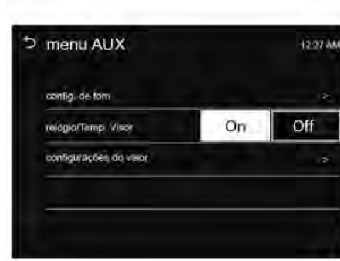 menu AUX 12:27 AM
config. de tom >
relógio/Temp. Visor On Off
configurações do visor >